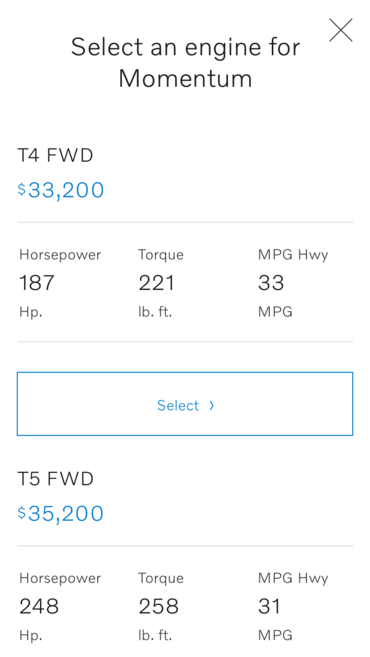 Select an engine for
Momentum
T4 FWD
$33,200
Horsepower Torque MPG Hwy
187 221 33
Hp. lb. ft. MPG
Select ›
T5 FWD
$35,200
Horsepower Torque MPG Hwy
248 258 31
Hp. lb. ft. MPG